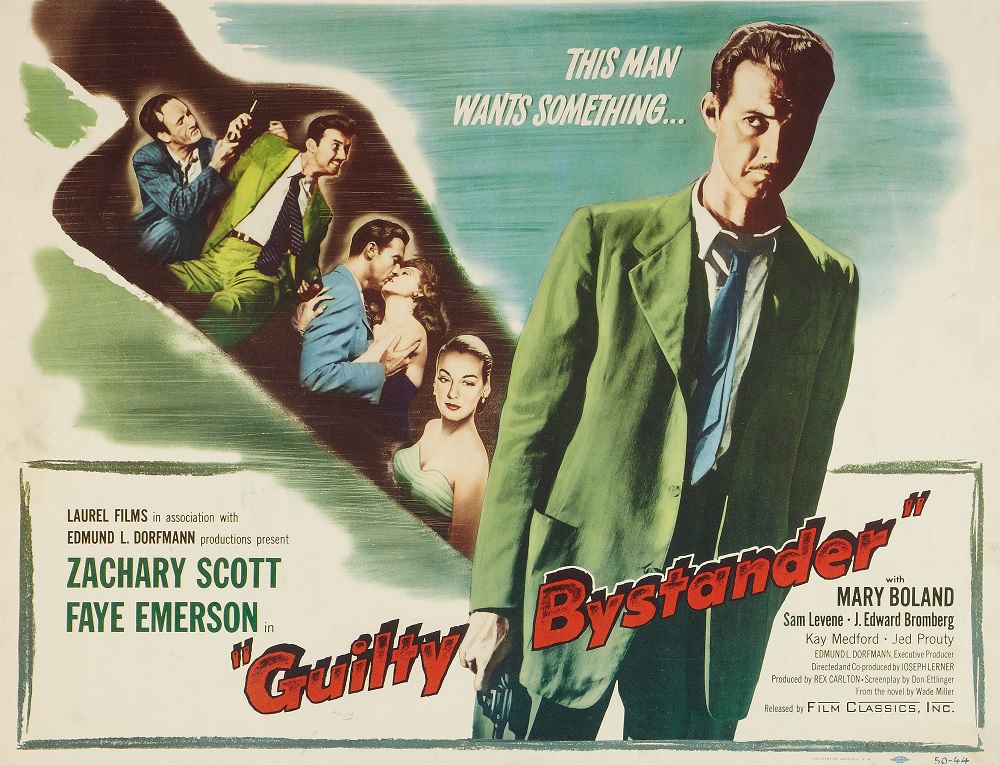 THIS MAN
WANTS SOMETHING...
LAUREL FILMS in association with
EDMUND L. DORFMANN productions present
ZACHARY SCOTT
FAYE EMERSON in
"Guilty Bystander"
with
MARY BOLAND
Sam Levene · J. Edward Bromberg
Kay Medford · Jed Prouty
EDMUND L. DORFMANN, Executive Producer
Directed and Co-produced by JOSEPH LERNER
Produced by REX CARLTON · Screenplay by Don Ettlinger
From the novel by Wade Miller
Released by FILM CLASSICS, INC.
50-44